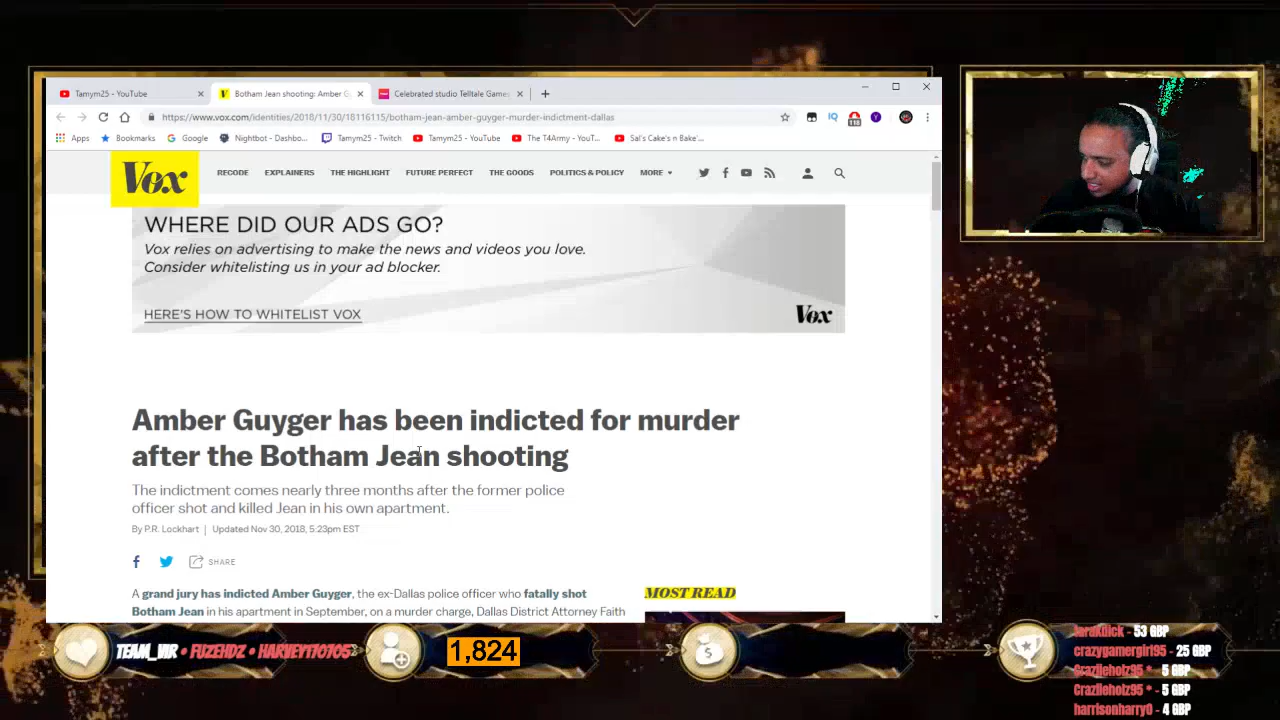 Tamym25 - YouTube
Botham Jean shooting: Amber G
Celebrated studio Telltale Games
https://www.vox.com/identities/2018/11/30/18116115/botham-jean-amber-guyger-murder-indictment-dallas
118
Apps
Bookmarks
Google
Nightbot - Dashbo...
Tamym25 - Twitch
Tamym25 - YouTube
The T4Army - YouT...
Sal's Cake's n' Bake'...
Vox
RECODE
EXPLAINERS
THE HIGHLIGHT
FUTURE PERFECT
THE GOODS
POLITICS & POLICY
MORE
WHERE DID OUR ADS GO?
Vox relies on advertising to make the news and videos you love.
Consider whitelisting us in your ad blocker.
HERE'S HOW TO WHITELIST VOX
Vox
Amber Guyger has been indicted for murder
after the Botham Jean shooting
The indictment comes nearly three months after the former police
officer shot and killed Jean in his own apartment.
By P.R. Lockhart | Updated Nov 30, 2018, 5:23pm EST
SHARE
A grand jury has indicted Amber Guyger, the ex-Dallas police officer who fatally shot
Botham Jean in his apartment in September, on a murder charge, Dallas District Attorney Faith
MOST READ
TEAM_VIR • FUZEHDZ • HARVEY170705
1,824
- 53 GBP
crazygamergirl95 - 25 GBP
Crazileholz95 * - 5 GBP
Crazileholz95 * - 5 GBP
harrisonharry0 - 4 GBP